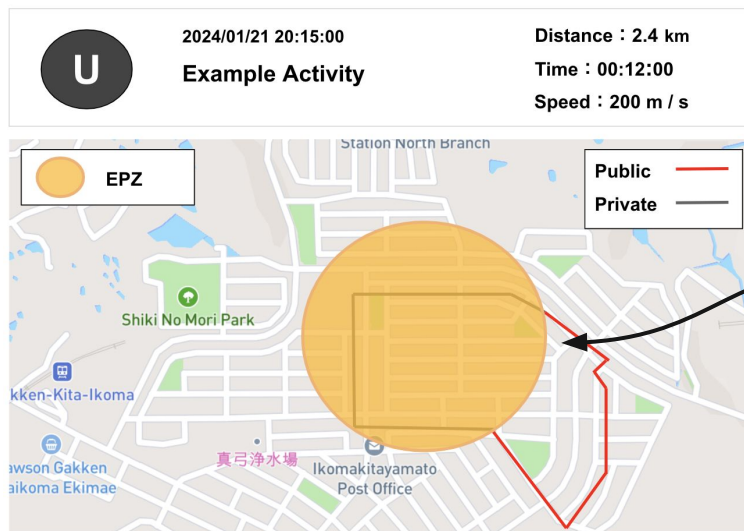 2024/01/21 20:15:00
U
Example Activity
Distance：2.4 km
Time：00:12:00
Speed：200 m / s
Station North Branch
EPZ
Public
Private
Shiki No Mori Park
kken-Kita-Ikoma
真弓浄水場
awson Gakken
aikoma Ekimae
Ikomakitayamato
Post Office